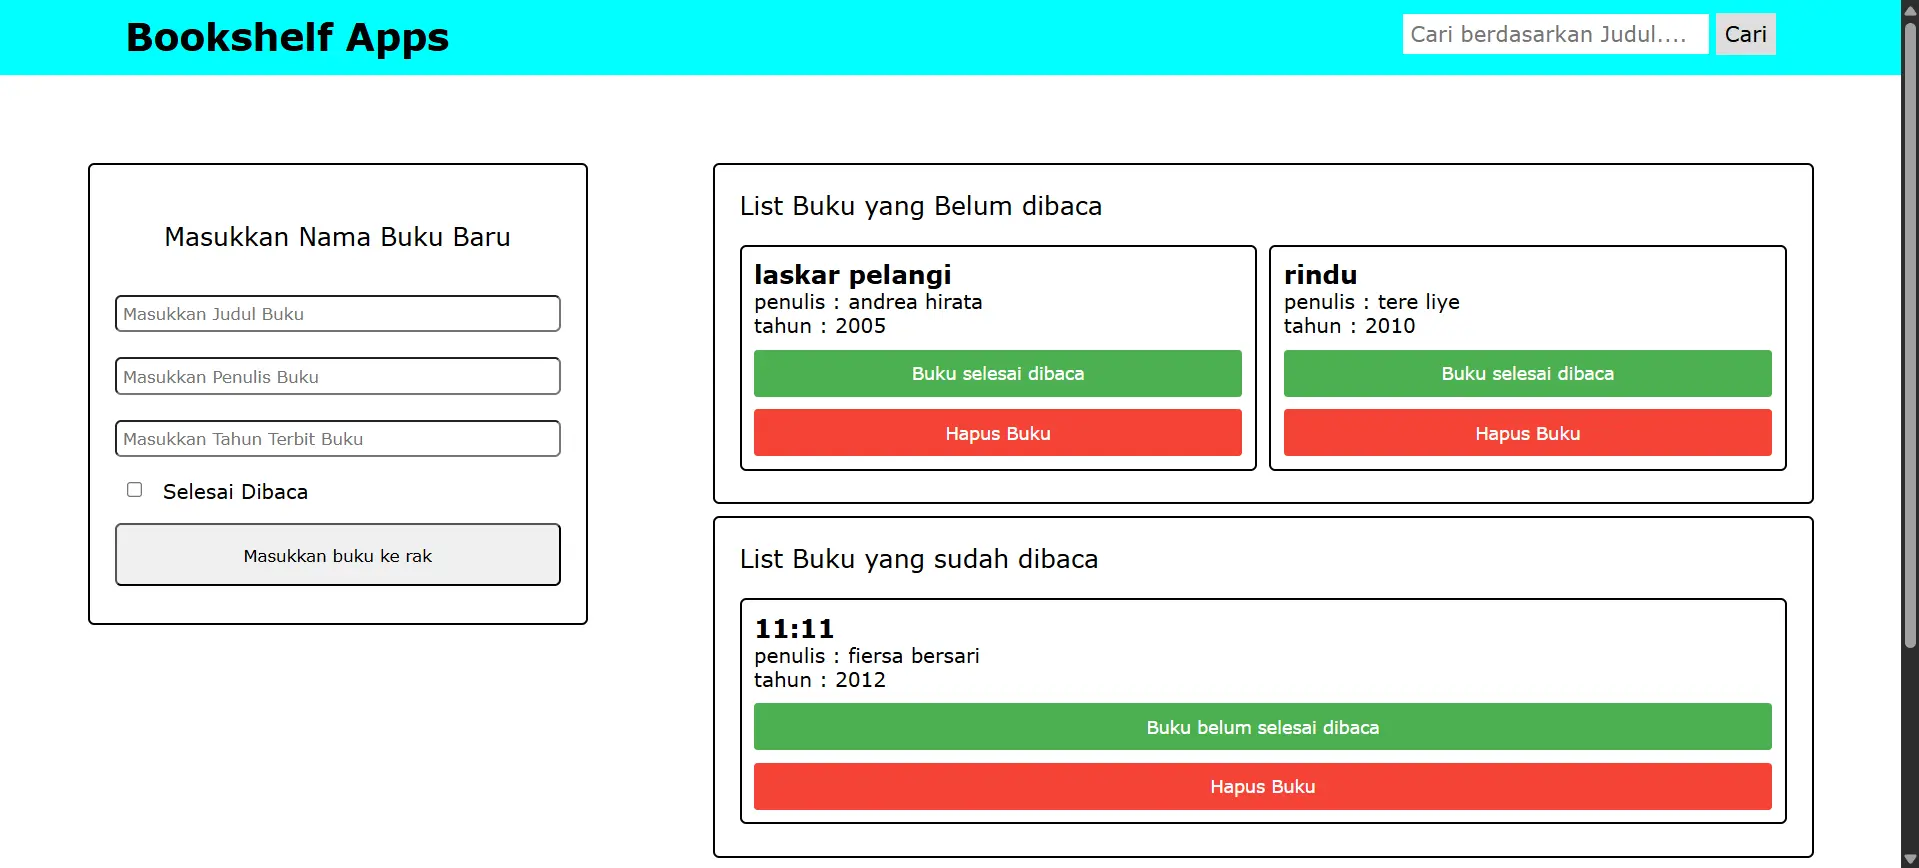 Bookshelf Apps
Cari berdasarkan Judul....
Cari
Masukkan Nama Buku Baru
Masukkan Judul Buku
Masukkan Penulis Buku
Masukkan Tahun Terbit Buku
Selesai Dibaca
Masukkan buku ke rak
List Buku yang Belum dibaca
laskar pelangi
penulis : andrea hirata
tahun : 2005
Buku selesai dibaca
Hapus Buku
rindu
penulis : tere liye
tahun : 2010
Buku selesai dibaca
Hapus Buku
List Buku yang sudah dibaca
11:11
penulis : fiersa bersari
tahun : 2012
Buku belum selesai dibaca
Hapus Buku